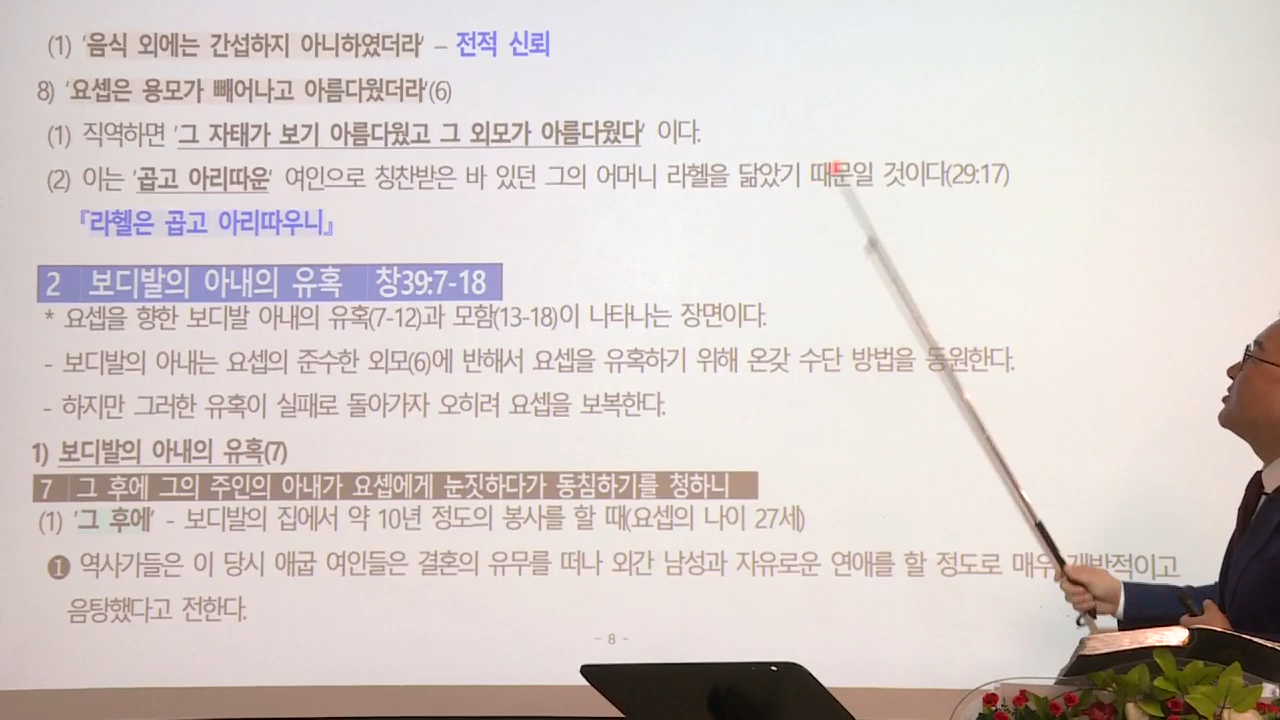 (1) '음식 외에는 간섭하지 아니하였더라' – 전적 신뢰
8) '요셉은 용모가 빼어나고 아름다웠더라'(6)
(1) 직역하면 '그 자태가 보기 아름다웠고 그 외모가 아름다웠다' 이다.
(2) 이는 '곱고 아리따운' 여인으로 칭찬받은 바 있던 그의 어머니 라헬을 닮았기 때문일 것이다(29:17)
『라헬은 곱고 아리따우니』
2 보디발의 아내의 유혹 창39:7-18
* 요셉을 향한 보디발 아내의 유혹(7-12)과 모함(13-18)이 나타나는 장면이다.
- 보디발의 아내는 요셉의 준수한 외모(6)에 반해서 요셉을 유혹하기 위해 온갖 수단 방법을 동원한다.
- 하지만 그러한 유혹이 실패로 돌아가자 오히려 요셉을 보복한다.
1) 보디발의 아내의 유혹(7)
7 그 후에 그의 주인의 아내가 요셉에게 눈짓하다가 동침하기를 청하니
(1) '그 후에' - 보디발의 집에서 약 10년 정도의 봉사를 할 때(요셉의 나이 27세)
❶ 역사가들은 이 당시 애굽 여인들은 결혼의 유무를 떠나 외간 남성과 자유로운 연애를 할 정도로 매우 개방적이고
음탕했다고 전한다.
- 8 -